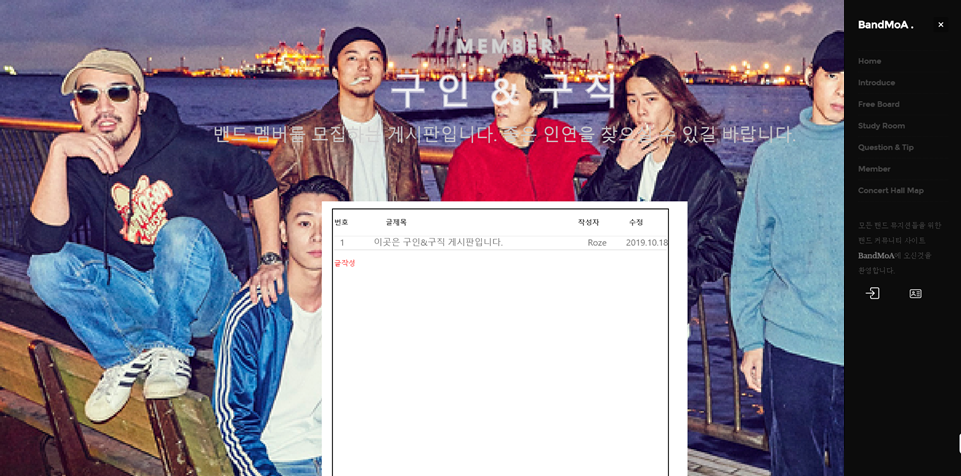 MEMBER
구인 & 구직
밴드 멤버를 모집하는 게시판입니다. 좋은 인연을 찾으실 수 있길 바랍니다.
번호 글제목 작성자 수정
1 이곳은 구인&구직 게시판입니다. Roze 2019.10.18
글작성
BandMoA .
×
Home
Introduce
Free Board
Study Room
Question & Tip
Member
Concert Hall Map
모든 밴드 뮤지션들을 위한
밴드 커뮤니티 사이트
BandMoA에 오신것을
환영합니다.